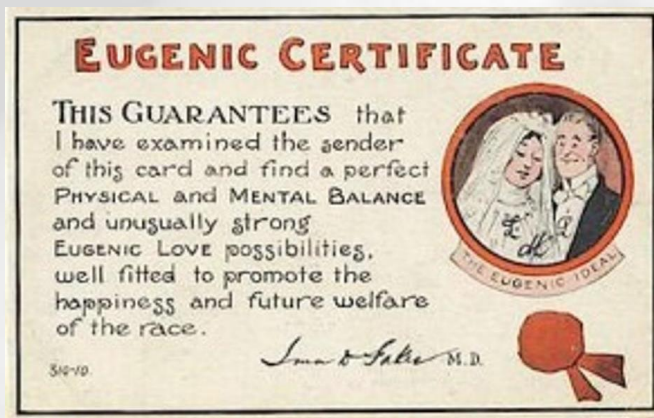 EUGENIC CERTIFICATE
THIS GUARANTEES that
I have examined the sender
of this card and find a perfect
PHYSICAL and MENTAL BALANCE
and unusually strong
EUGENIC LOVE possibilities,
well fitted to promote the
happiness and future welfare
of the race.
THE EUGENIC IDEAL
M.D.